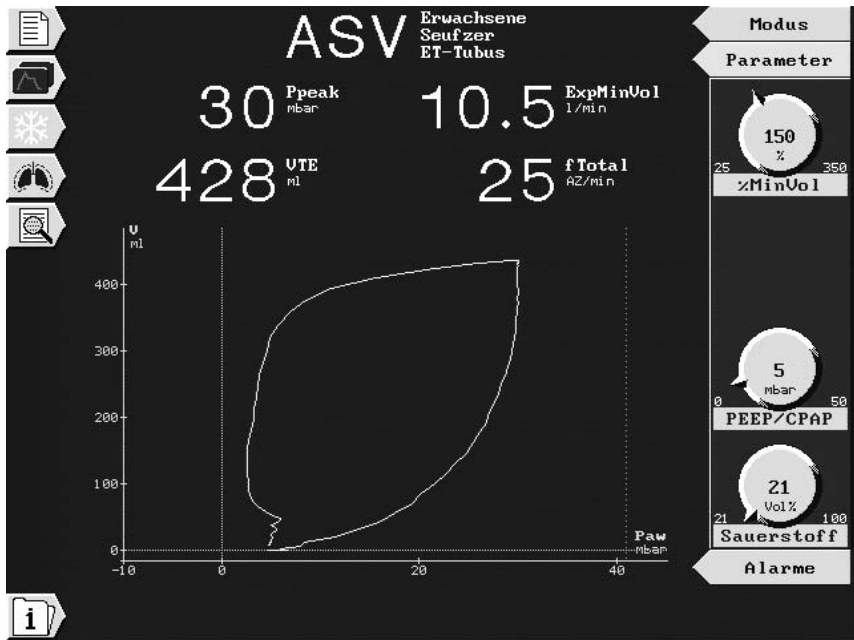 ASV
Erwachsene
Seufzer
ET-Tubus
Modus
Parameter
30 Ppeak
mbar
10.5 ExpMinVol
l/min
428 VTE
ml
25 fTotal
AZ/min
150
%
25 350
%MinVol
V
ml
400
300
200
100
0
-10 0 20 40
Paw
mbar
5
mbar
0 50
PEEP/CPAP
21
Vol%
21 100
Sauerstoff
Alarme
i